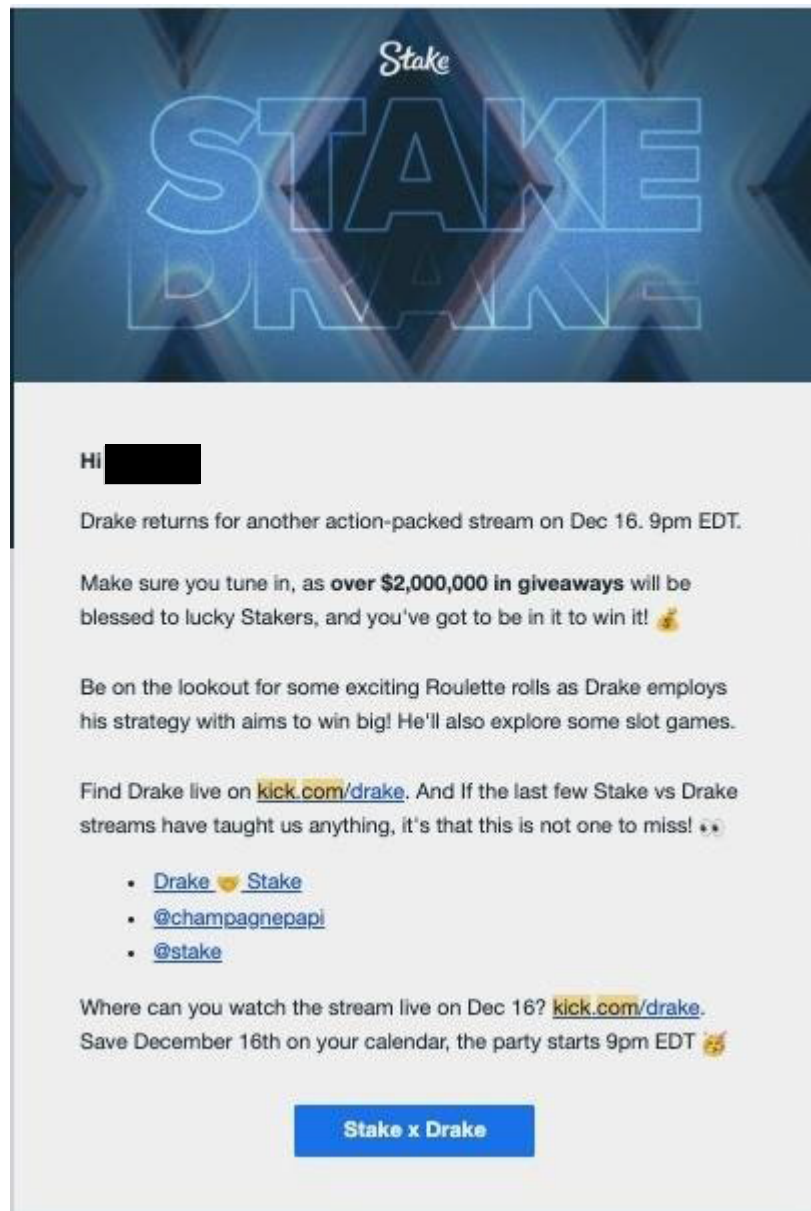 Stake
STAKE
DRAKE
Hi
Drake returns for another action-packed stream on Dec 16. 9pm EDT.
Make sure you tune in, as over $2,000,000 in giveaways will be
blessed to lucky Stakers, and you've got to be in it to win it! 💰
Be on the lookout for some exciting Roulette rolls as Drake employs
his strategy with aims to win big! He'll also explore some slot games.
Find Drake live on kick.com/drake. And If the last few Stake vs Drake
streams have taught us anything, it's that this is not one to miss! 👀
• Drake 🤝 Stake
• @champagnepapi
• @stake
Where can you watch the stream live on Dec 16? kick.com/drake.
Save December 16th on your calendar, the party starts 9pm EDT 🥳
Stake x Drake